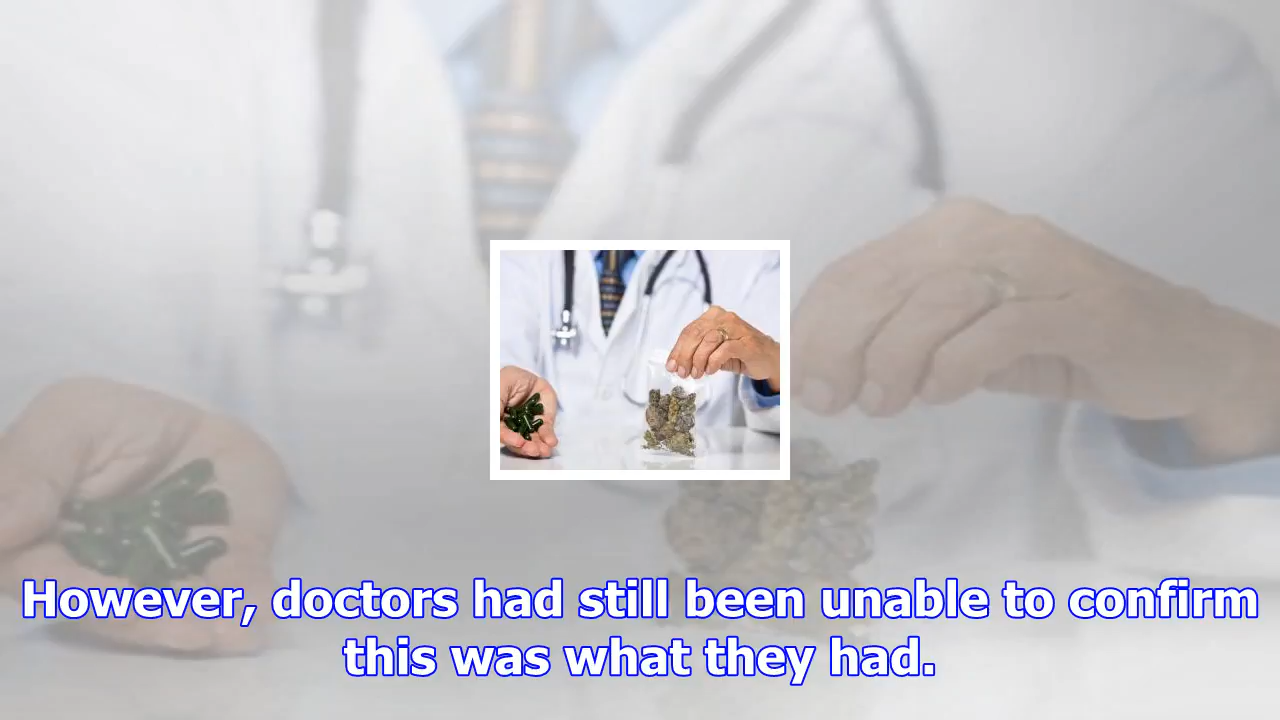 However, doctors had still been unable to confirm
this was what they had.